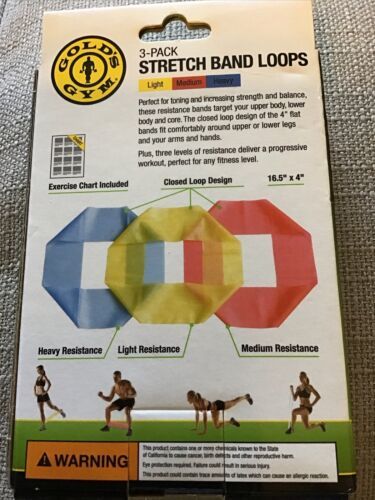 GOLD'S
GYM
3-PACK
STRETCH BAND LOOPS
Light Medium Heavy
Perfect for toning and increasing strength and balance,
these resistance bands target your upper body, lower
body and core. The closed loop design of the 4" flat
bands fit comfortably around upper or lower legs
and your arms and hands.
Plus, three levels of resistance deliver a progressive
workout, perfect for any fitness level.
Exercise Chart Included
Closed Loop Design
16.5" x 4"
Heavy Resistance
Light Resistance
Medium Resistance
WARNING
This product contains one or more chemicals known to the State
of California to cause cancer, birth defects and other reproductive harm.
Eye protection required. Failure could result in serious injury.
This product could contain trace amounts of latex which can cause an allergic reaction.